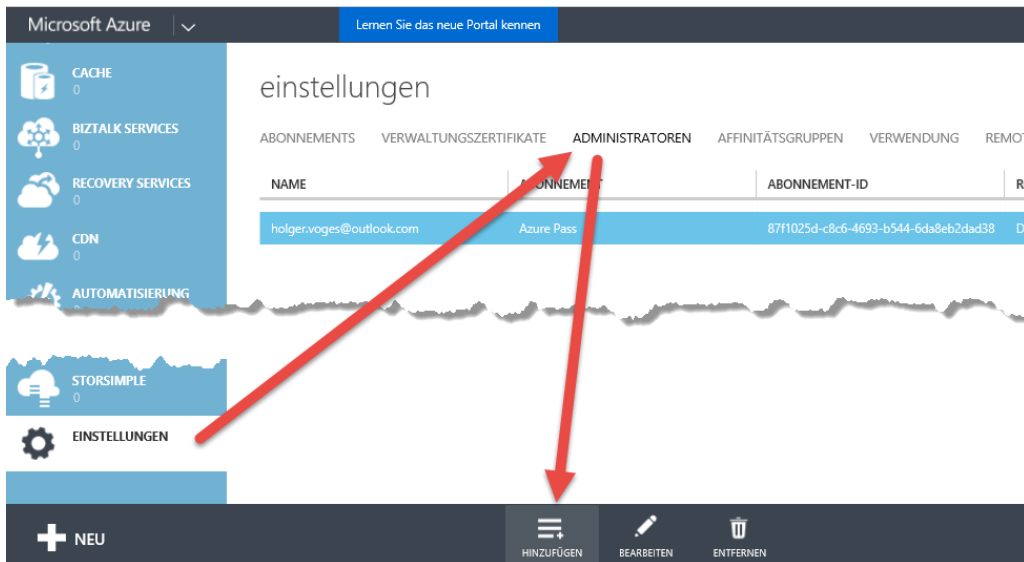 Microsoft Azure
Lernen Sie das neue Portal kennen
CACHE
0
BIZTALK SERVICES
0
RECOVERY SERVICES
0
CDN
0
AUTOMATISIERUNG
STORSIMPLE
0
EINSTELLUNGEN
einstellungen
ABONNEMENTS VERWALTUNGSZERTIFIKATE ADMINISTRATOREN AFFINITÄTSGRUPPEN VERWENDUNG REMO
NAME ABONNEMENT ABONNEMENT-ID R
holger.voges@outlook.com Azure Pass 87f1025d-c8c6-4693-b544-6da8eb2dad38 D
NEU
HINZUFÜGEN BEARBEITEN ENTFERNEN